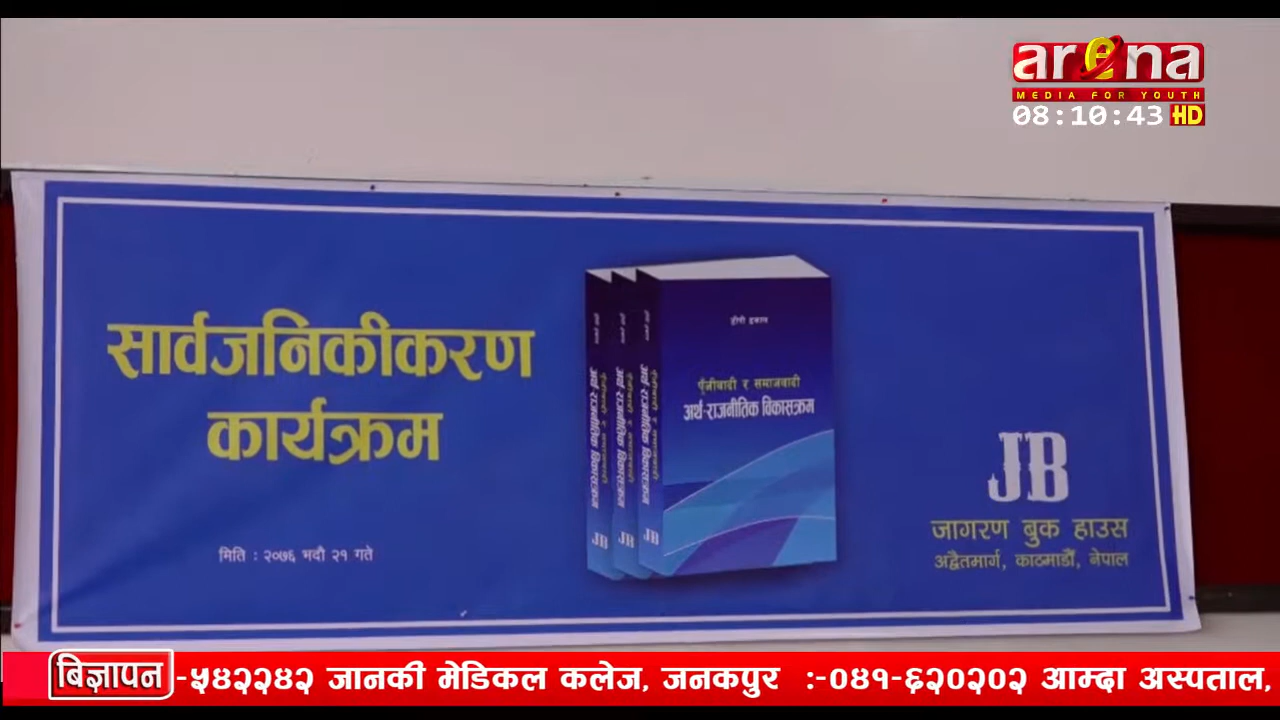 arena
MEDIA FOR YOUTH
08:10:43 HD
सार्वजनिकीकरण
कार्यक्रम
मिति : २०७६ भदौ २१ गते
पूँजीवादी र समाजवादी
अर्थ-राजनीतिक विकासक्रम
JB
JB
JB
JB
जागरण बुक हाउस
अद्वैतमार्ग, काठमाडौँ, नेपाल
बिज्ञापन -५४२२४२ जानकी मेडिकल कलेज, जनकपुर :-०४१-६२०२०२ आम्दा अस्पताल,